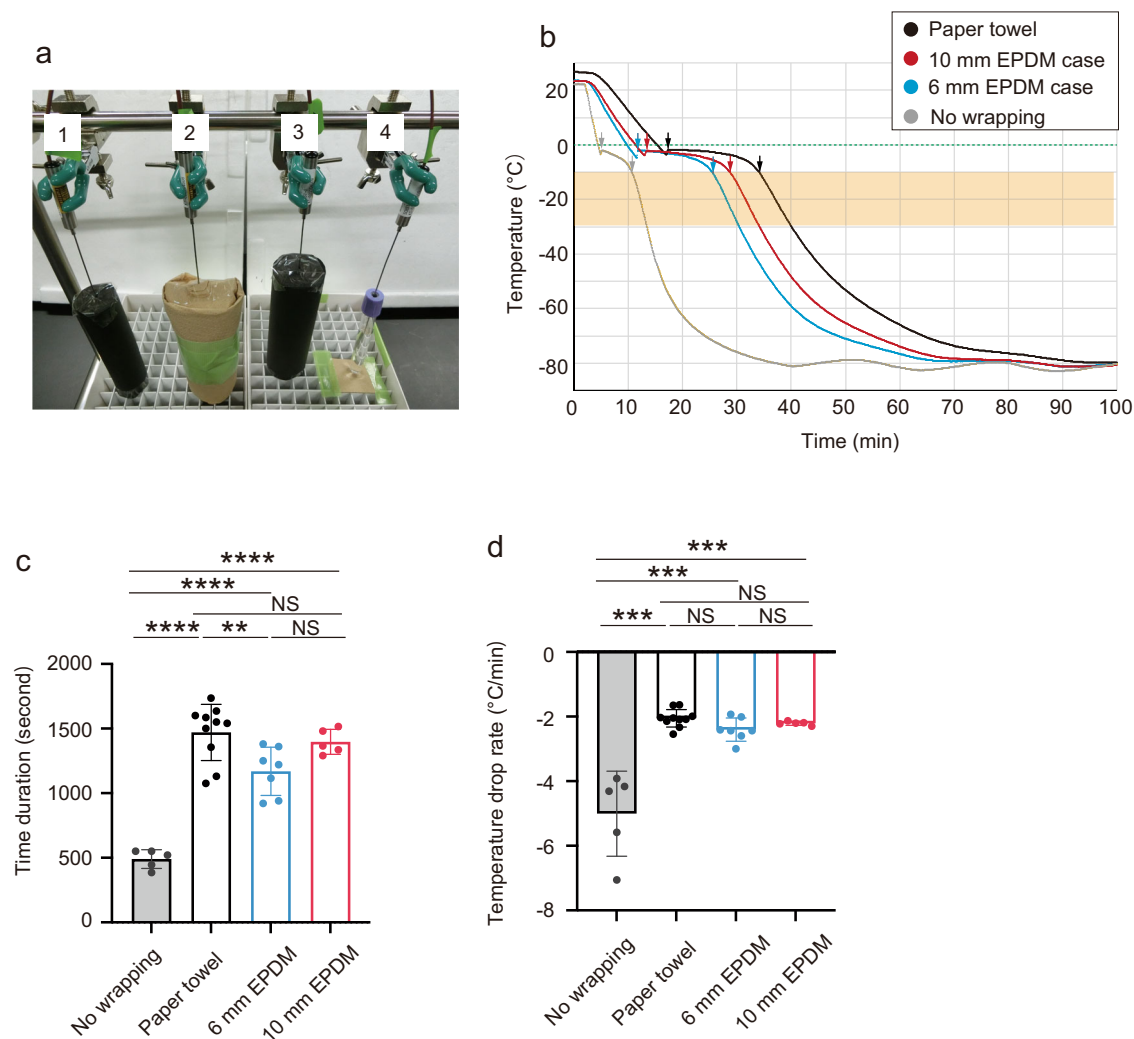 a
1
2
3
4
b
Paper towel
10 mm EPDM case
6 mm EPDM case
No wrapping
Temperature (°C)
20
0
-20
-40
-60
-80
0 10 20 30 40 50 60 70 80 90 100
Time (min)
c
****
****
NS
**** ** NS
Time duration (second)
2000
1500
1000
500
0
No wrapping
Paper towel
6 mm EPDM
10 mm EPDM
d
***
***
NS
*** NS NS
Temperature drop rate (°C/min)
0
-2
-4
-6
-8
No wrapping
Paper towel
6 mm EPDM
10 mm EPDM